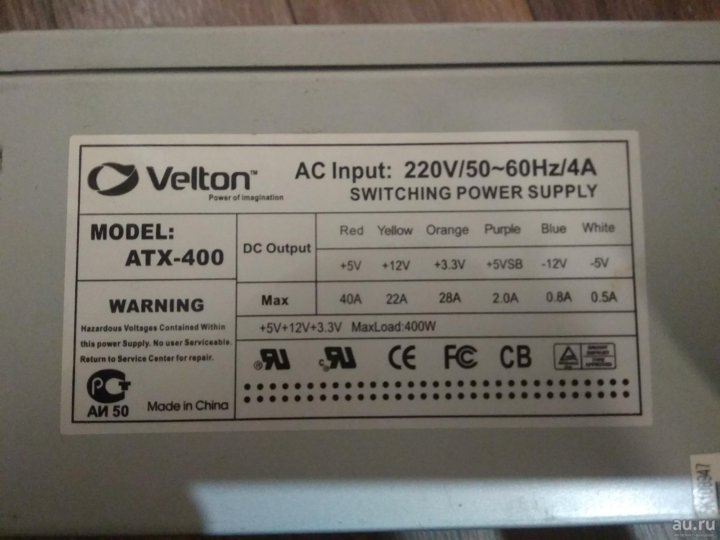 Velton™
Power of Imagination
AC Input: 220V/50~60Hz/4A
SWITCHING POWER SUPPLY
MODEL:
ATX-400
DC Output
Red Yellow Orange Purple Blue White
+5V +12V +3.3V +5VSB -12V -5V
Max 40A 22A 28A 2.0A 0.8A 0.5A
+5V+12V+3.3V MaxLoad:400W
WARNING
Hazardous Voltages Contained Within
this power Supply. No user Serviceable.
Return to Service Center for repair.
АИ 50
Made in China
CE FC CB
au.ru